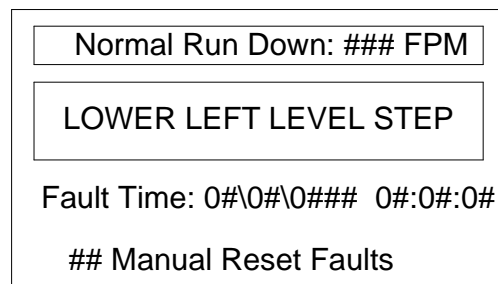 Normal Run Down: ### FPM
LOWER LEFT LEVEL STEP
Fault Time: 0#\0#\0### 0#:0#:0#
## Manual Reset Faults